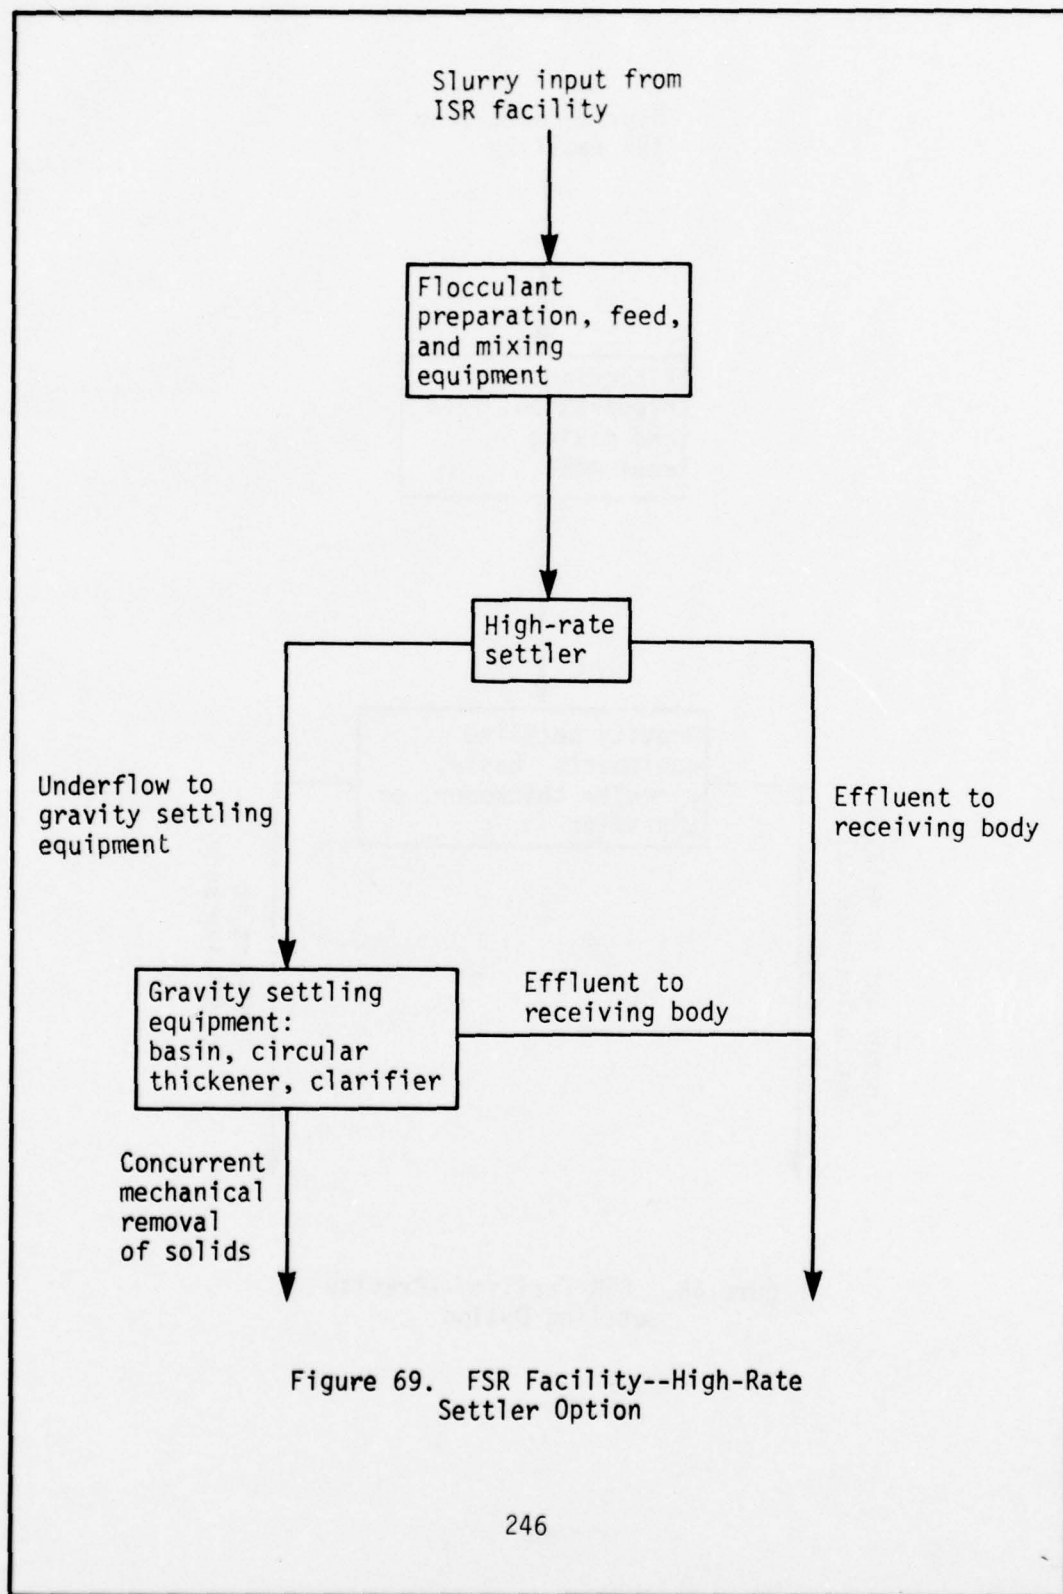 Slurry input from
ISR facility
Flocculant
preparation, feed,
and mixing
equipment
High-rate
settler
Underflow to
gravity settling
equipment
Effluent to
receiving body
Gravity settling
equipment:
basin, circular
thickener, clarifier
Effluent to
receiving body
Concurrent
mechanical
removal
of solids
Figure 69. FSR Facility--High-Rate
Settler Option
246